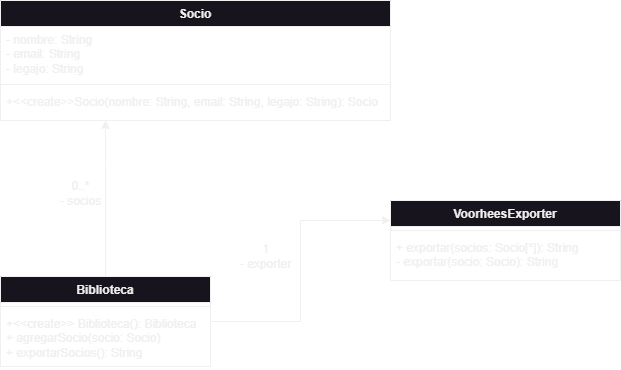 Socio
- nombre: String
- email: String
- legajo: String
+<<create>>Socio(nombre: String, email: String, legajo: String): Socio
0..*
- socios
VoorheesExporter
+ exportar(socios: Socio[*]): String
- exportar(socio: Socio): String
1
- exporter
Biblioteca
+<<create>> Biblioteca(): Biblioteca
+ agregarSocio(socio: Socio)
+ exportarSocios(): String